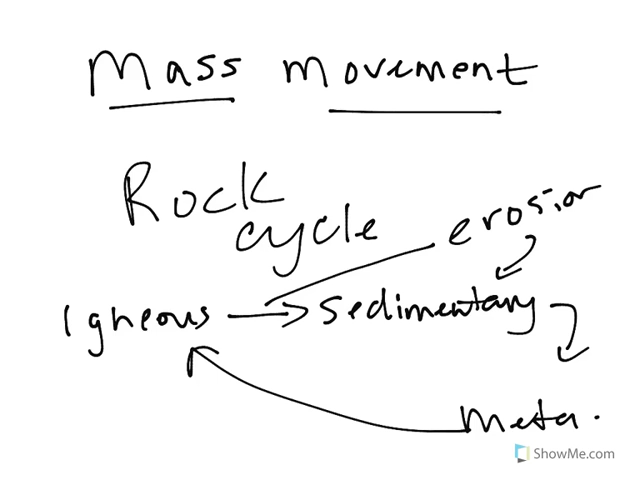 Mass movement
Rock
cycle
erosion
Igneous → sedimentary
meta.
ShowMe.com